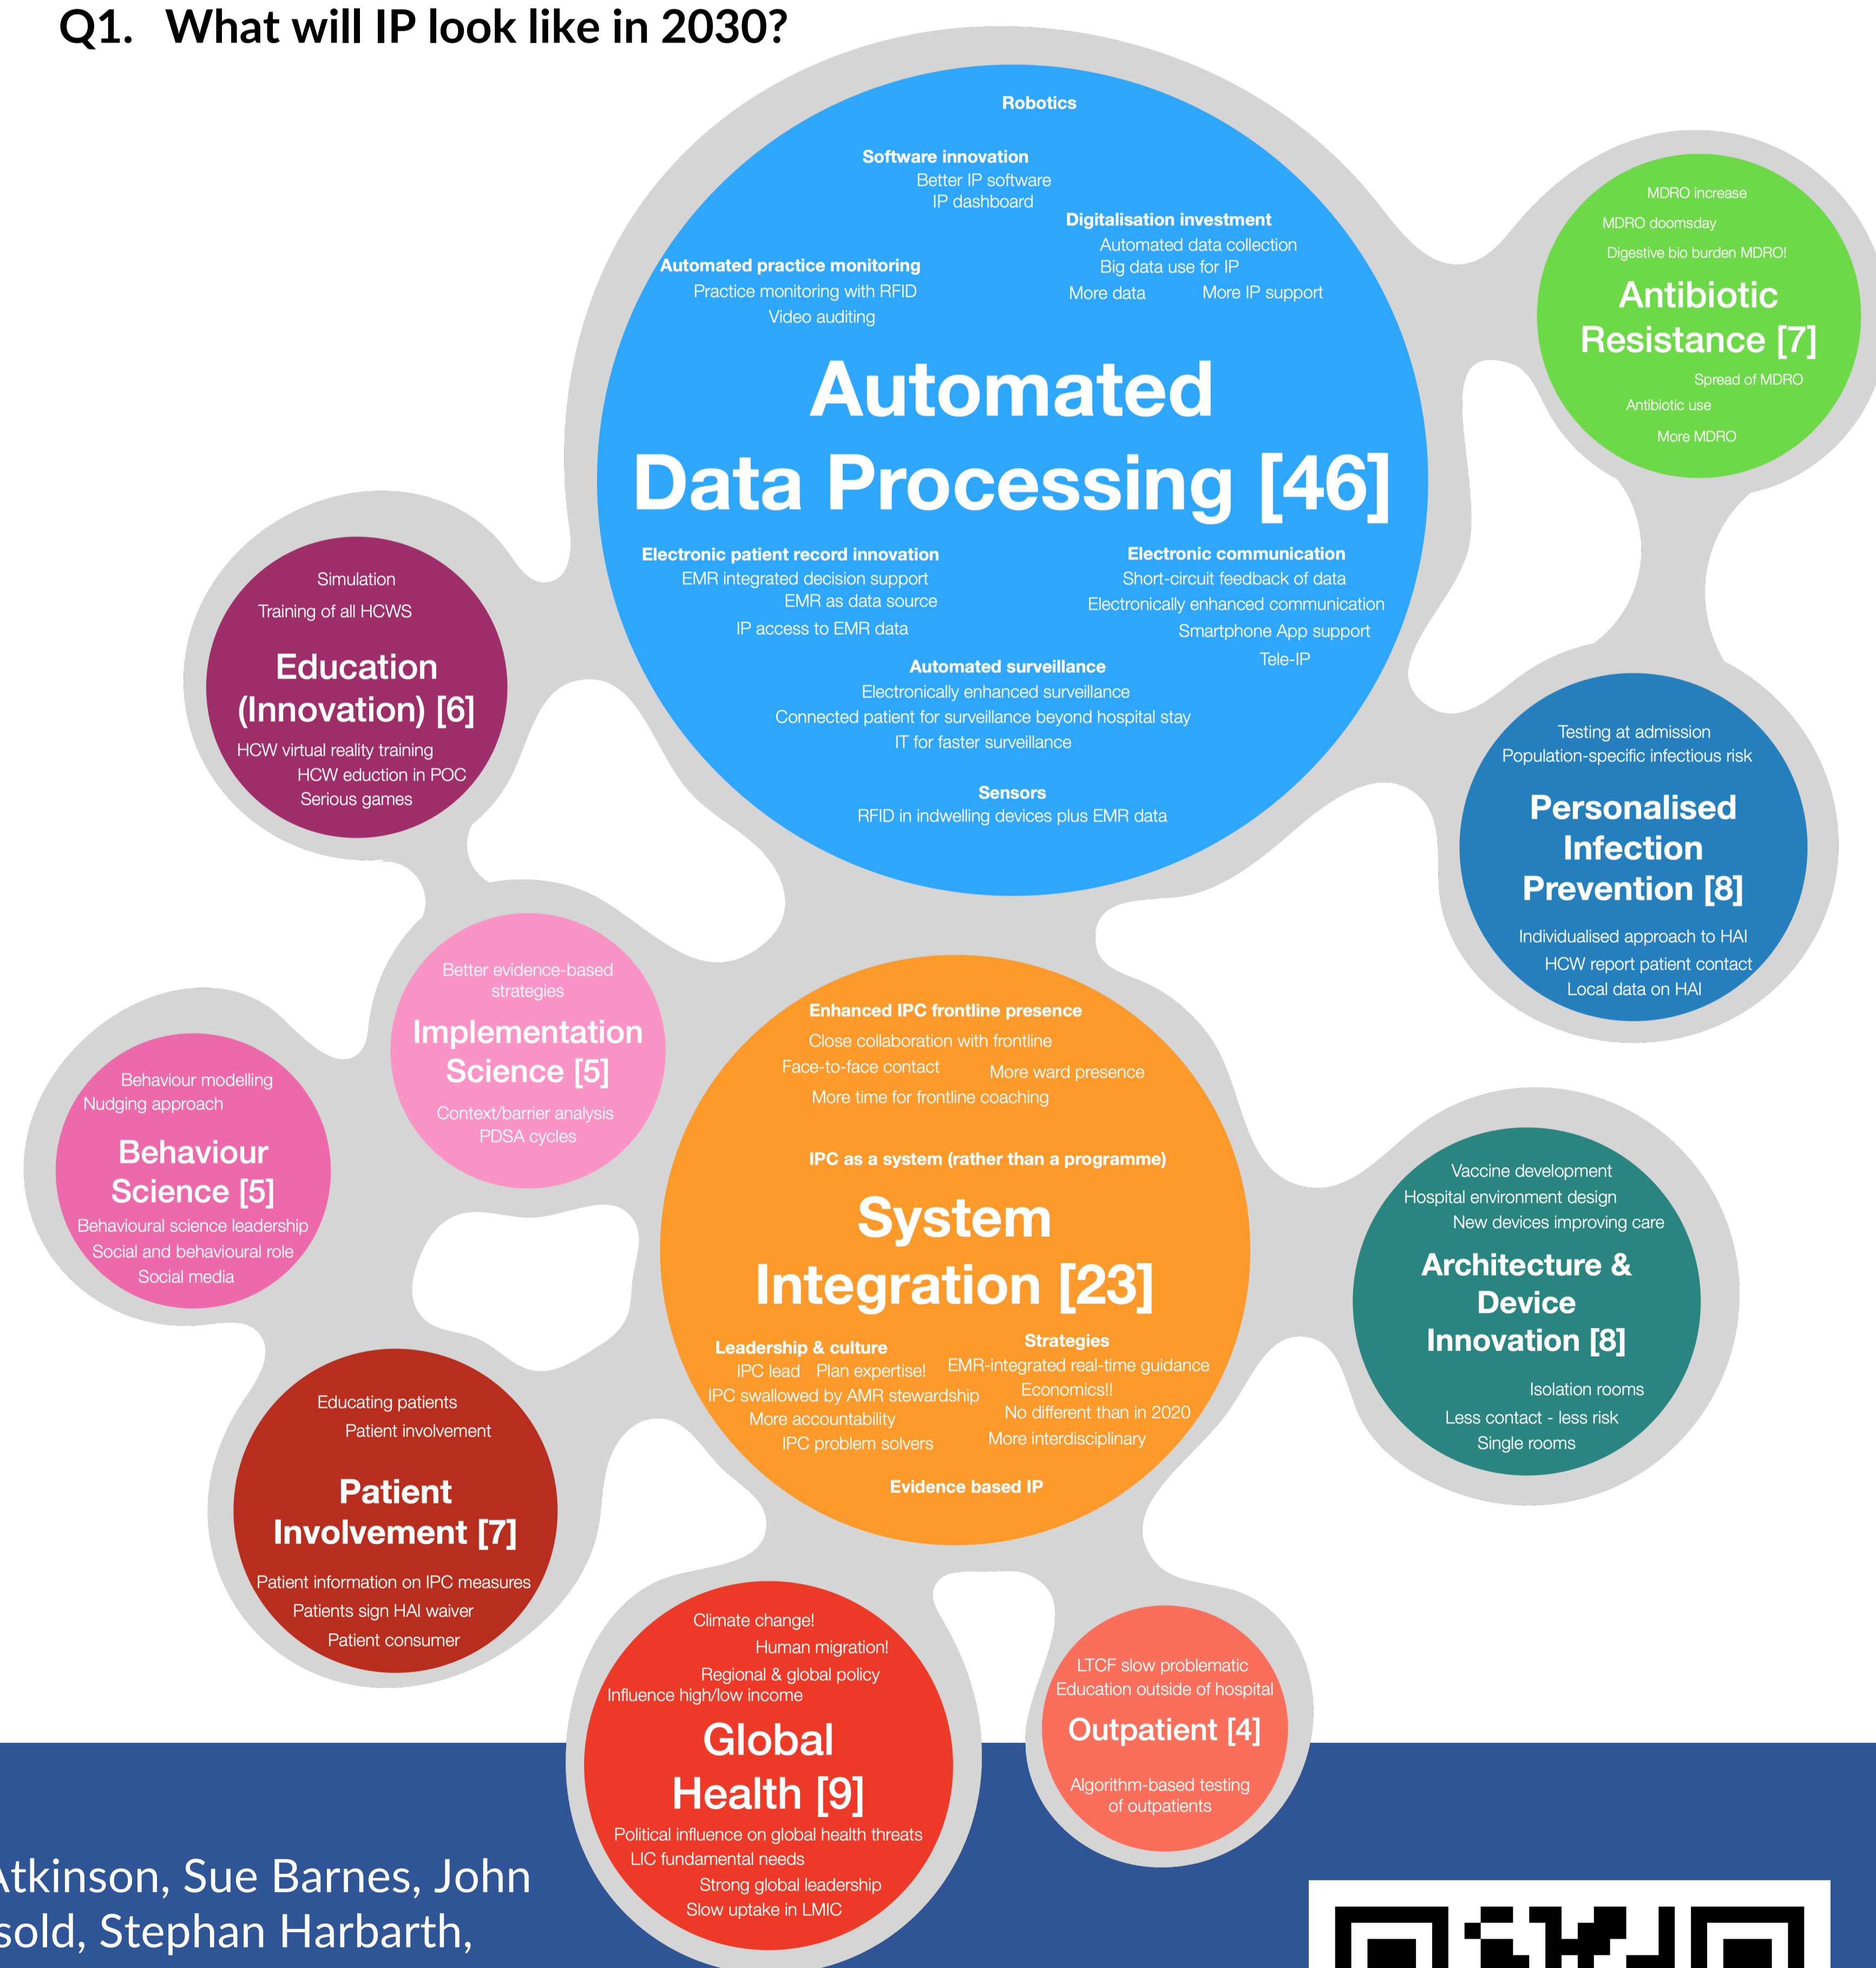 Q1. What will IP look like in 2030?
Robotics
Software innovation
Better IP software
IP dashboard
Digitalisation investment
Automated data collection
Big data use for IP
More data
More IP support
Automated practice monitoring
Practice monitoring with RFID
Video auditing
Automated
Data Processing [46]
Electronic patient record innovation
EMR integrated decision support
EMR as data source
IP access to EMR data
Electronic communication
Short-circuit feedback of data
Electronically enhanced communication
Smartphone App support
Tele-IP
Automated surveillance
Electronically enhanced surveillance
Connected patient for surveillance beyond hospital stay
IT for faster surveillance
Sensors
RFID in indwelling devices plus EMR data
MDRO increase
MDRO doomsday
Digestive bio burden MDRO!
Antibiotic
Resistance [7]
Spread of MDRO
Antibiotic use
More MDRO
Simulation
Training of all HCWS
Education
(Innovation) [6]
HCW virtual reality training
HCW eduction in POC
Serious games
Testing at admission
Population-specific infectious risk
Personalised
Infection
Prevention [8]
Individualised approach to HAI
HCW report patient contact
Local data on HAI
Better evidence-based
strategies
Implementation
Science [5]
Context/barrier analysis
PDSA cycles
Behaviour modelling
Nudging approach
Behaviour
Science [5]
Behavioural science leadership
Social and behavioural role
Social media
Enhanced IPC frontline presence
Close collaboration with frontline
Face-to-face contact
More ward presence
More time for frontline coaching
IPC as a system (rather than a programme)
System
Integration [23]
Leadership & culture
IPC lead Plan expertise!
IPC swallowed by AMR stewardship
More accountability
IPC problem solvers
Strategies
EMR-integrated real-time guidance
Economics!!
No different than in 2020
More interdisciplinary
Evidence based IP
Vaccine development
Hospital environment design
New devices improving care
Architecture &
Device
Innovation [8]
Isolation rooms
Less contact - less risk
Single rooms
Educating patients
Patient involvement
Patient
Involvement [7]
Patient information on IPC measures
Patients sign HAI waiver
Patient consumer
Climate change!
Human migration!
Regional & global policy
Influence high/low income
Global
Health [9]
Political influence on global health threats
LIC fundamental needs
Strong global leadership
Slow uptake in LMIC
LTCF slow problematic
Education outside of hospital
Outpatient [4]
Algorithm-based testing
of outpatients
Atkinson, Sue Barnes, John
sold, Stephan Harbarth,